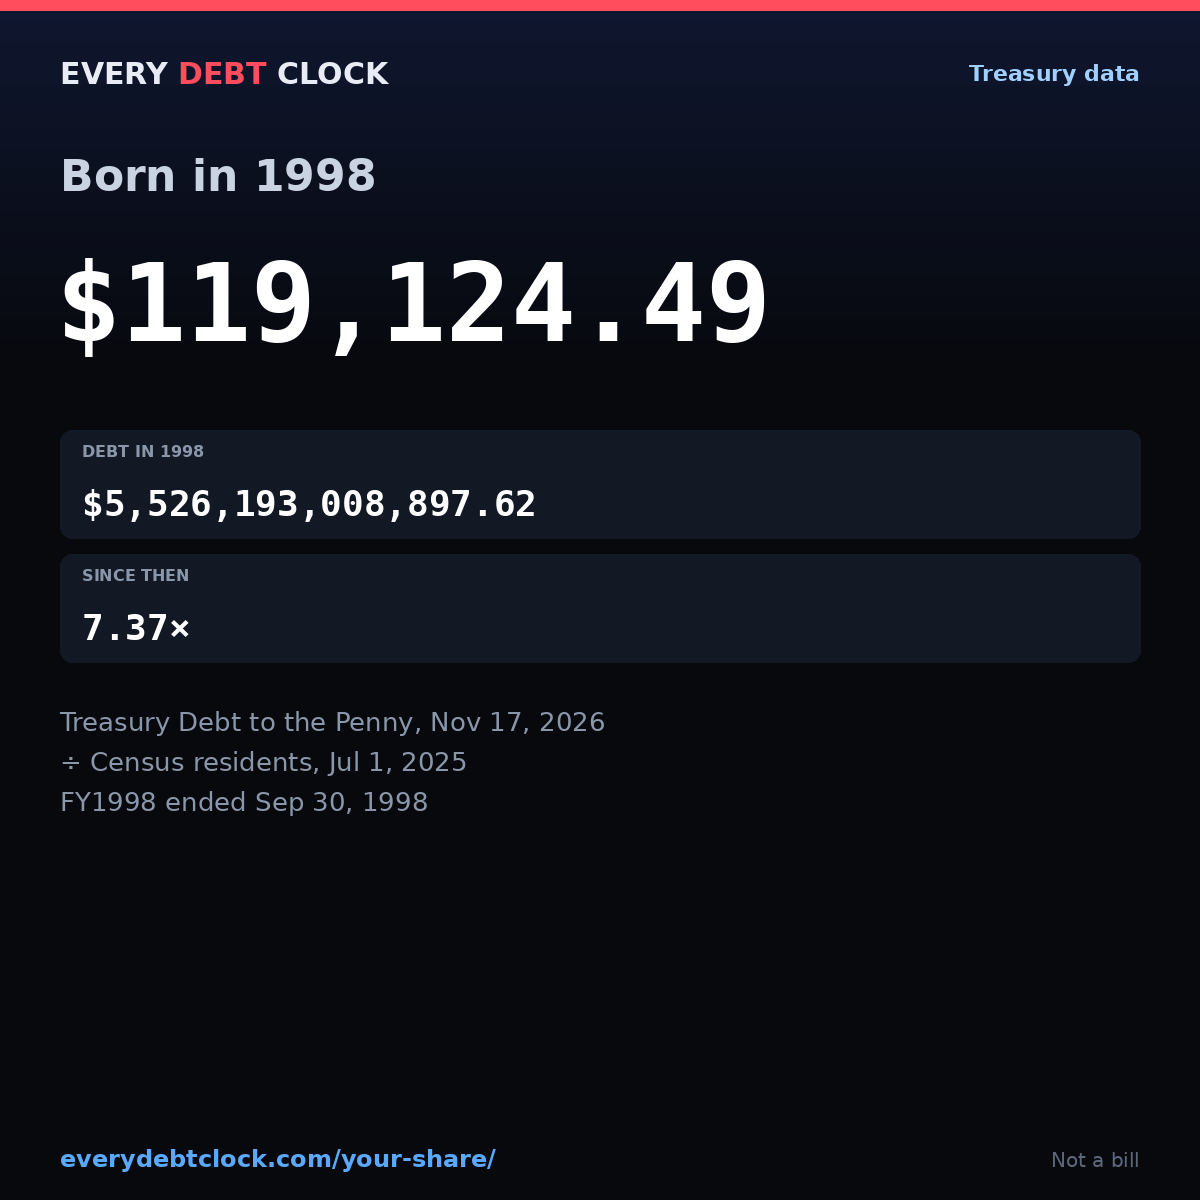 EVERY DEBT CLOCK
Treasury data
Born in 1998
$119,124.49
DEBT IN 1998
$5,526,193,008,897.62
SINCE THEN
7.37×
Treasury Debt to the Penny, Nov 17, 2026
÷ Census residents, Jul 1, 2025
FY1998 ended Sep 30, 1998
everydebtclock.com/your-share/
Not a bill